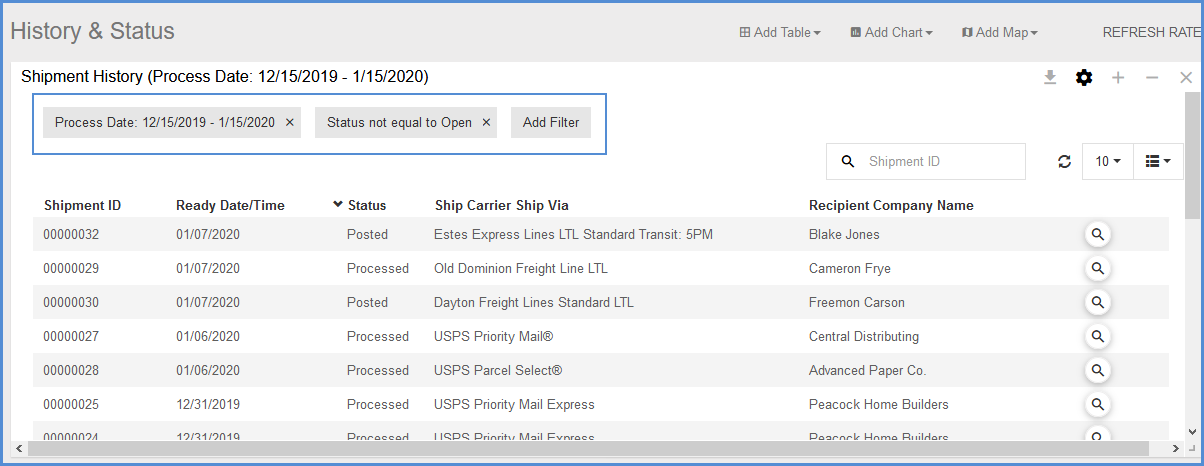 History & Status
Add Table Add Chart Add Map REFRESH RATE
Shipment History (Process Date: 12/15/2019 - 1/15/2020)
Process Date: 12/15/2019 - 1/15/2020 × Status not equal to Open × Add Filter
Shipment ID 10
Shipment ID Ready Date/Time Status Ship Carrier Ship Via Recipient Company Name
00000032 01/07/2020 Posted Estes Express Lines LTL Standard Transit: 5PM Blake Jones
00000029 01/07/2020 Processed Old Dominion Freight Line LTL Cameron Frye
00000030 01/07/2020 Posted Dayton Freight Lines Standard LTL Freemon Carson
00000027 01/06/2020 Processed USPS Priority Mail® Central Distributing
00000028 01/06/2020 Processed USPS Parcel Select® Advanced Paper Co.
00000025 12/31/2019 Processed USPS Priority Mail Express Peacock Home Builders
00000024 12/31/2019 Processed USPS Priority Mail Express Peacock Home Builders